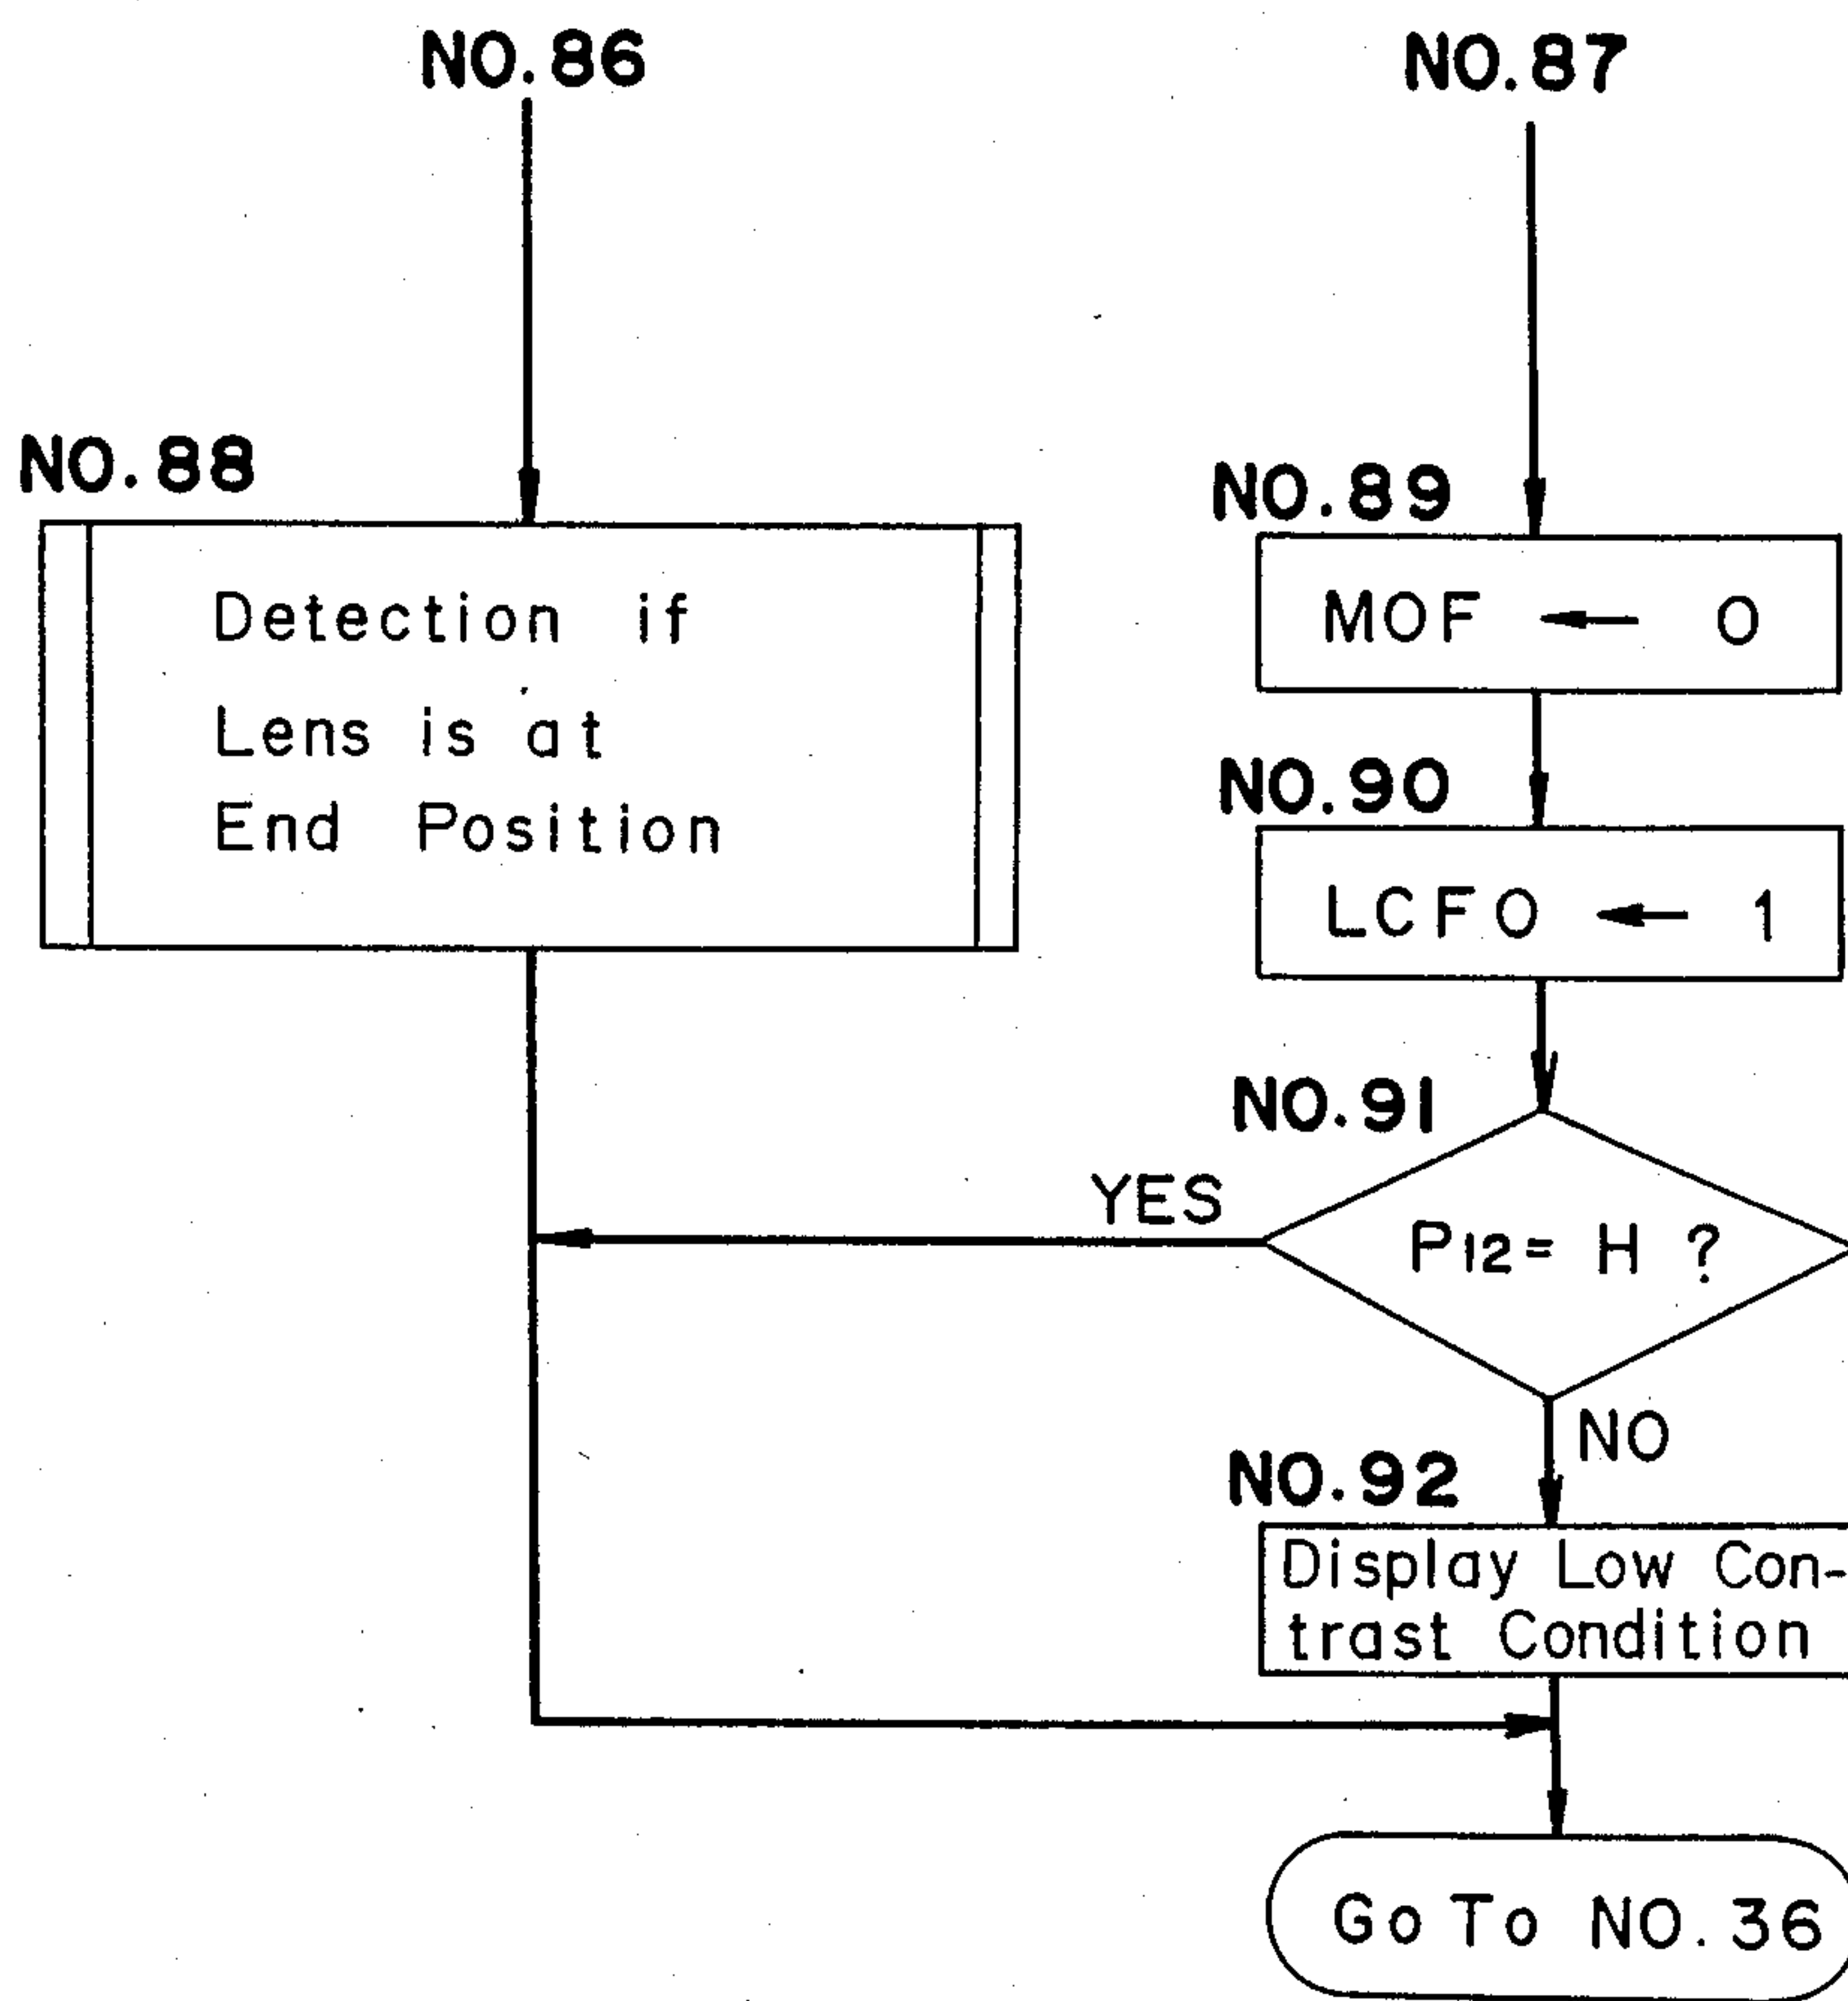 NO.86
NO.87
NO.88
Detection if
Lens is at
End Position
NO.89
MOF ← 0
NO.90
LCFO ← 1
NO.91
YES
P12= H ?
NO
NO.92
Display Low Con-
trast Condition
Go To NO.36